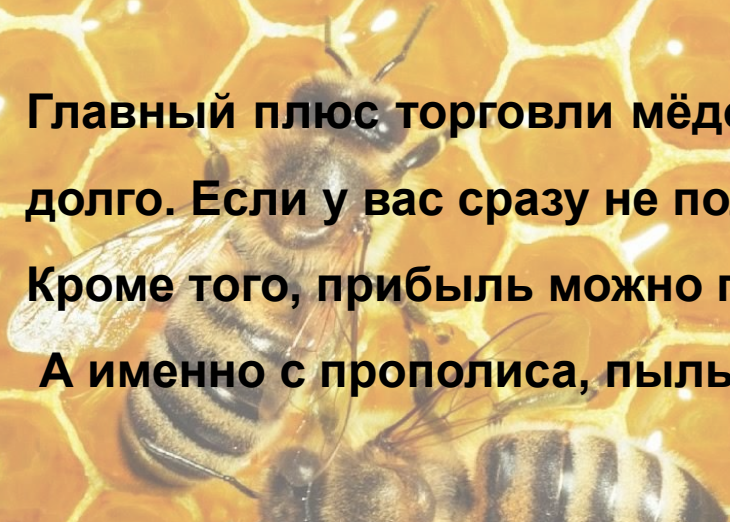 Главный плюс торговли мёдо
долго. Если у вас сразу не по
Кроме того, прибыль можно
А именно с прополиса, пыль